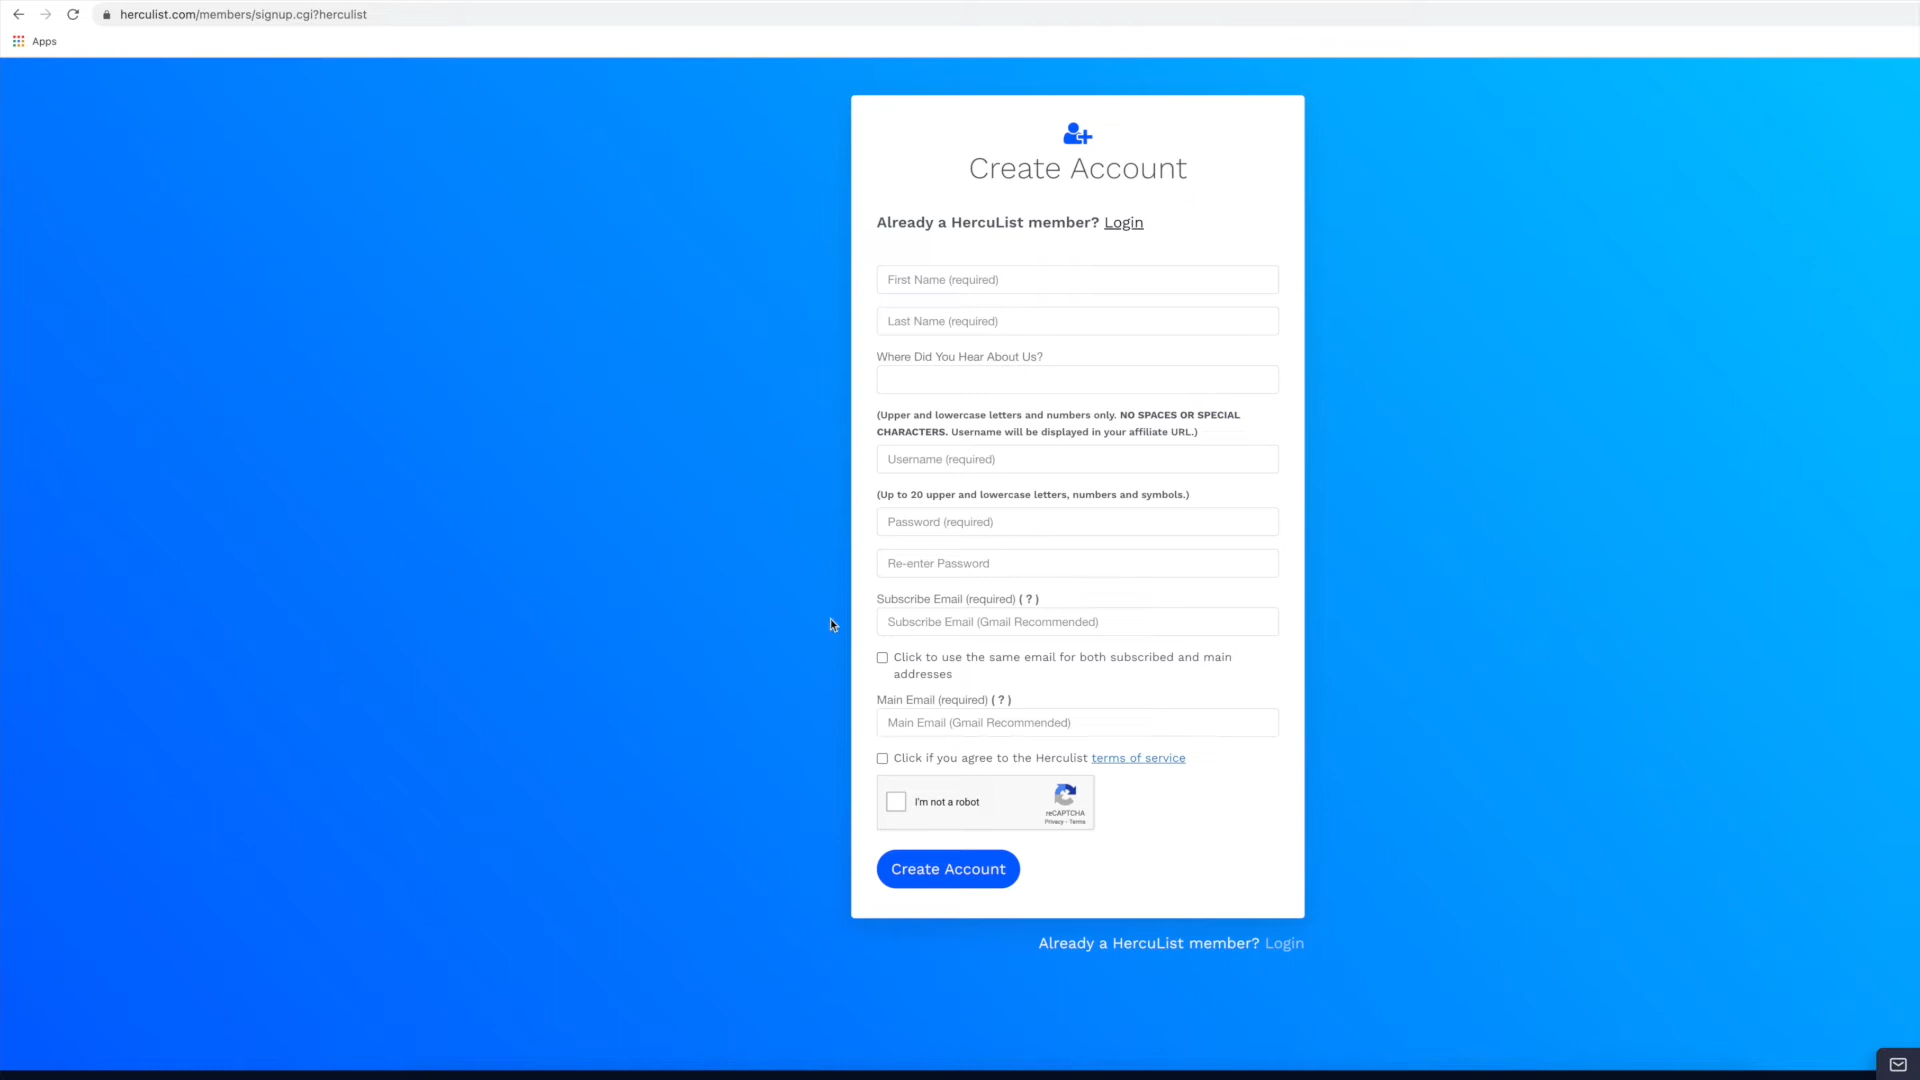 herculist.com/members/signup.cgi?herculist
Apps
Create Account
Already a HercuList member? Login
First Name (required)
Last Name (required)
Where Did You Hear About Us?
(Upper and lowercase letters and numbers only. NO SPACES OR SPECIAL
CHARACTERS. Username will be displayed in your affiliate URL.)
Username (required)
(Up to 20 upper and lowercase letters, numbers and symbols.)
Password (required)
Re-enter Password
Subscribe Email (required) ( ? )
Subscribe Email (Gmail Recommended)
Click to use the same email for both subscribed and main
addresses
Main Email (required) ( ? )
Main Email (Gmail Recommended)
Click if you agree to the Herculist terms of service
I'm not a robot
reCAPTCHA
Privacy - Terms
Create Account
Already a HercuList member? Login